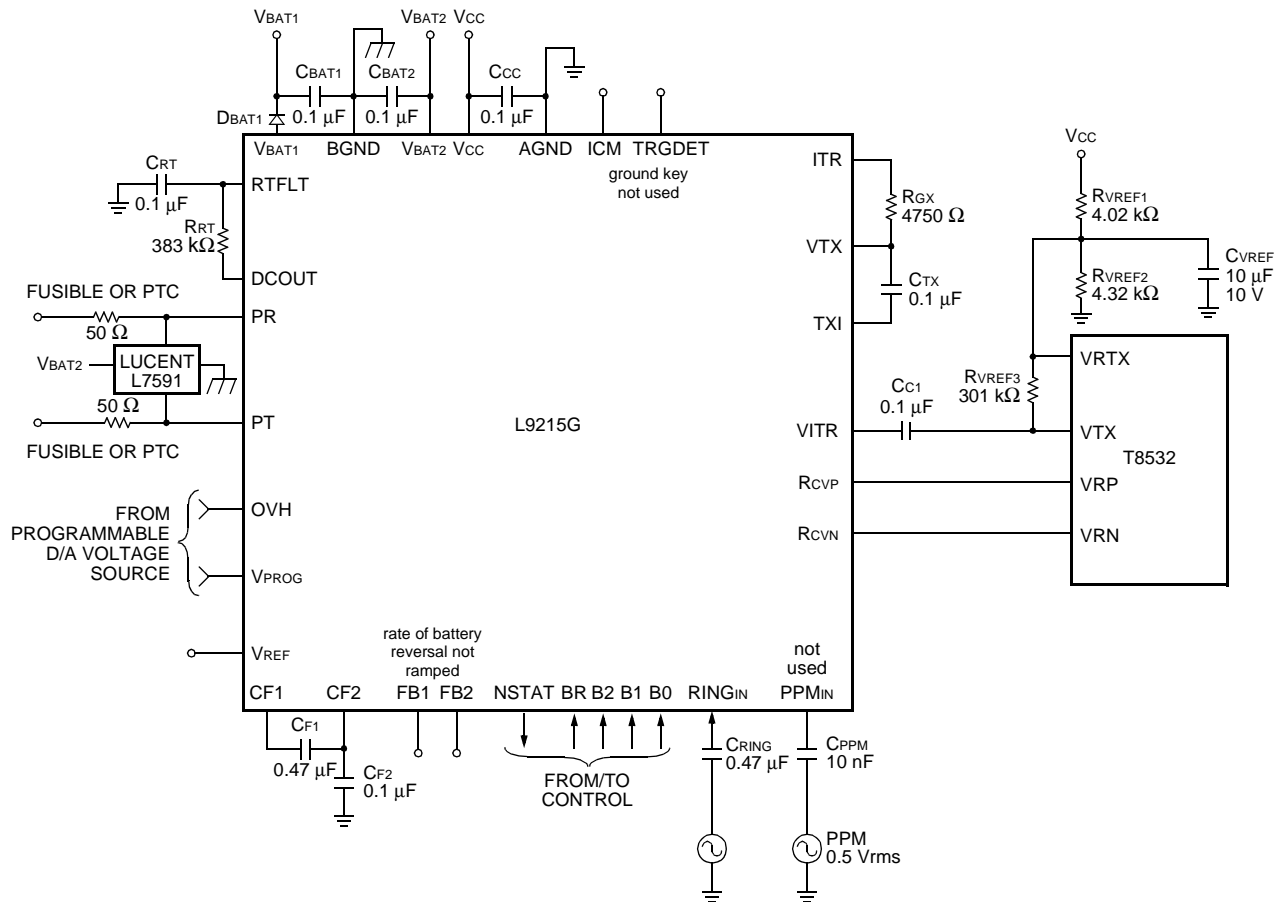 VBAT1
VBAT2
VCC
CBAT1
0.1 µF
CBAT2
0.1 µF
CCC
0.1 µF
DBAT1
VBAT1
BGND
VBAT2
VCC
AGND
ICM
TRGDET
ground key
not used
ITR
CRT
0.1 µF
RTFLT
RRT
383 kΩ
DCOUT
RGX
4750 Ω
VTX
CTX
0.1 µF
TXI
VCC
RVREF1
4.02 kΩ
RVREF2
4.32 kΩ
CVREF
10 µF
10 V
FUSIBLE OR PTC
50 Ω
PR
VBAT2
LUCENT
L7591
50 Ω
PT
FUSIBLE OR PTC
L9215G
VRTX
RVREF3
301 kΩ
CC1
0.1 µF
VITR
VTX
T8532
RCVP
VRP
RCVN
VRN
FROM
PROGRAMMABLE
D/A VOLTAGE
SOURCE
OVH
VPROG
VREF
rate of battery
reversal not
ramped
not
used
CF1
CF2
FB1
FB2
NSTAT
BR
B2
B1
B0
RINGIN
PPMIN
CF1
0.47 µF
CF2
0.1 µF
FROM/TO
CONTROL
CRING
0.47 µF
CPPM
10 nF
PPM
0.5 Vrms